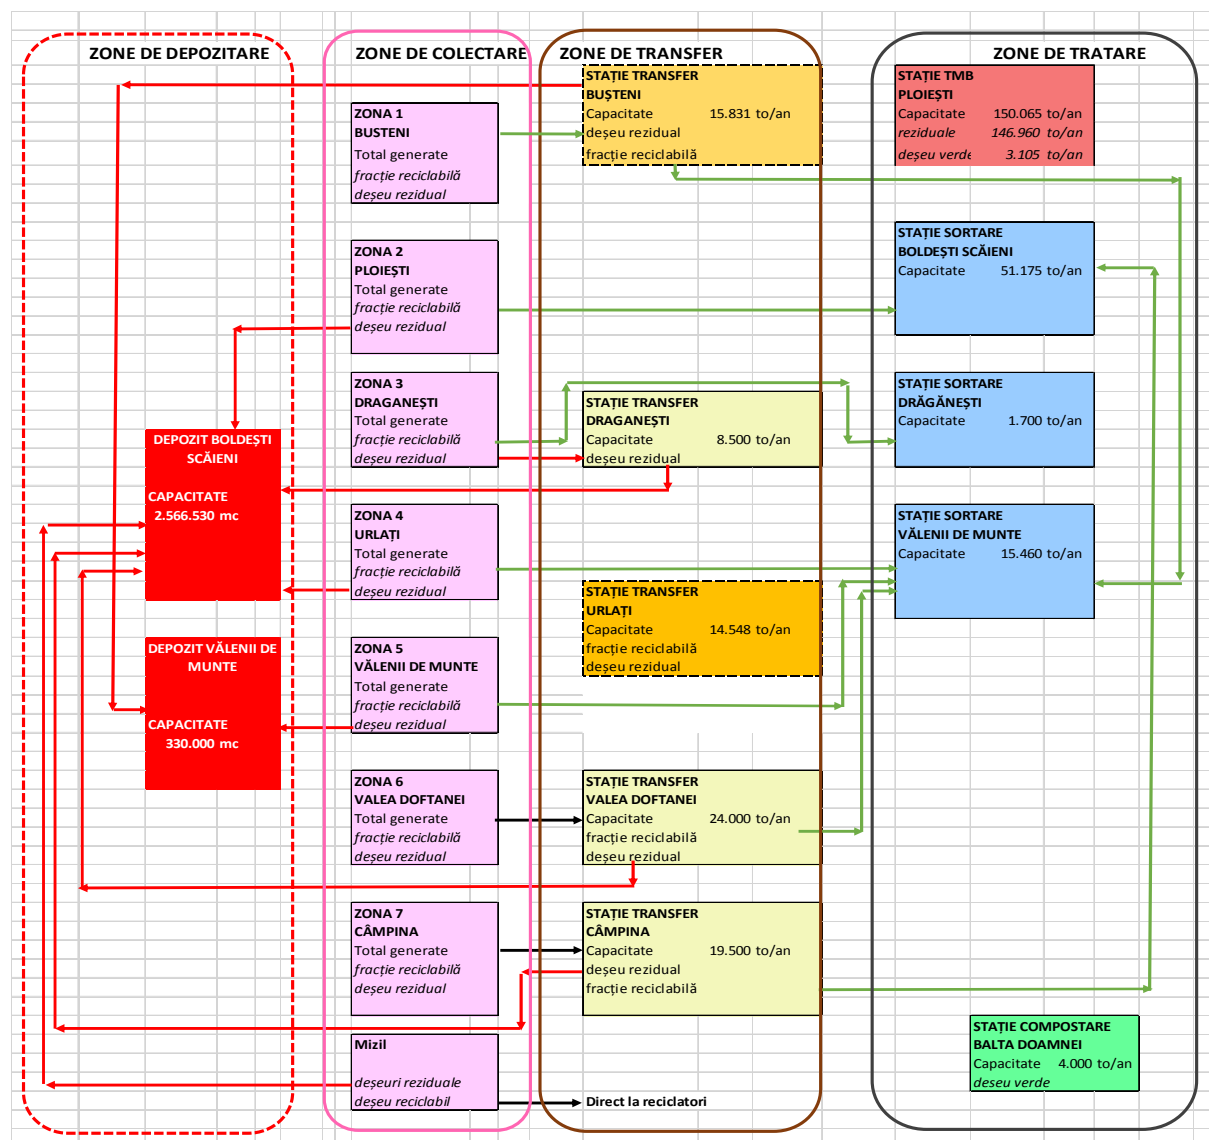 ZONE DE DEPOZITARE
ZONE DE COLECTARE
ZONE DE TRANSFER
ZONE DE TRATARE
STAȚIE TRANSFER
BUȘTENI
Capacitate 15.831 to/an
deșeu rezidual
fracție reciclabilă
STAȚIE TMB
PLOIEȘTI
Capacitate 150.065 to/an
reziduale 146.960 to/an
deșeu verde 3.105 to/an
ZONA 1
BUSTENI
Total generate
fracție reciclabilă
deșeu rezidual
STAȚIE SORTARE
BOLDEȘTI SCĂIENI
Capacitate 51.175 to/an
ZONA 2
PLOIEȘTI
Total generate
fracție reciclabilă
deșeu rezidual
ZONA 3
DRAGANEȘTI
Total generate
fracție reciclabilă
deșeu rezidual
STAȚIE TRANSFER
DRAGANEȘTI
Capacitate 8.500 to/an
deșeu rezidual
STAȚIE SORTARE
DRĂGĂNEȘTI
Capacitate 1.700 to/an
DEPOZIT BOLDEȘTI
SCĂIENI
CAPACITATE
2.566.530 mc
ZONA 4
URLAȚI
Total generate
fracție reciclabilă
deșeu rezidual
STAȚIE SORTARE
VĂLENII DE MUNTE
Capacitate 15.460 to/an
STAȚIE TRANSFER
URLAȚI
Capacitate 14.548 to/an
fracție reciclabilă
deșeu rezidual
DEPOZIT VĂLENII DE
MUNTE
CAPACITATE
330.000 mc
ZONA 5
VĂLENII DE MUNTE
Total generate
fracție reciclabilă
deșeu rezidual
ZONA 6
VALEA DOFTANEI
Total generate
fracție reciclabilă
deșeu rezidual
STAȚIE TRANSFER
VALEA DOFTANEI
Capacitate 24.000 to/an
fracție reciclabilă
deșeu rezidual
ZONA 7
CÂMPINA
Total generate
fracție reciclabilă
deșeu rezidual
STAȚIE TRANSFER
CÂMPINA
Capacitate 19.500 to/an
deșeu rezidual
fracție reciclabilă
Mizil
deșeuri reziduale
deșeu reciclabil
Direct la reciclatori
STAȚIE COMPOSTARE
BALTA DOAMNEI
Capacitate 4.000 to/an
deseu verde